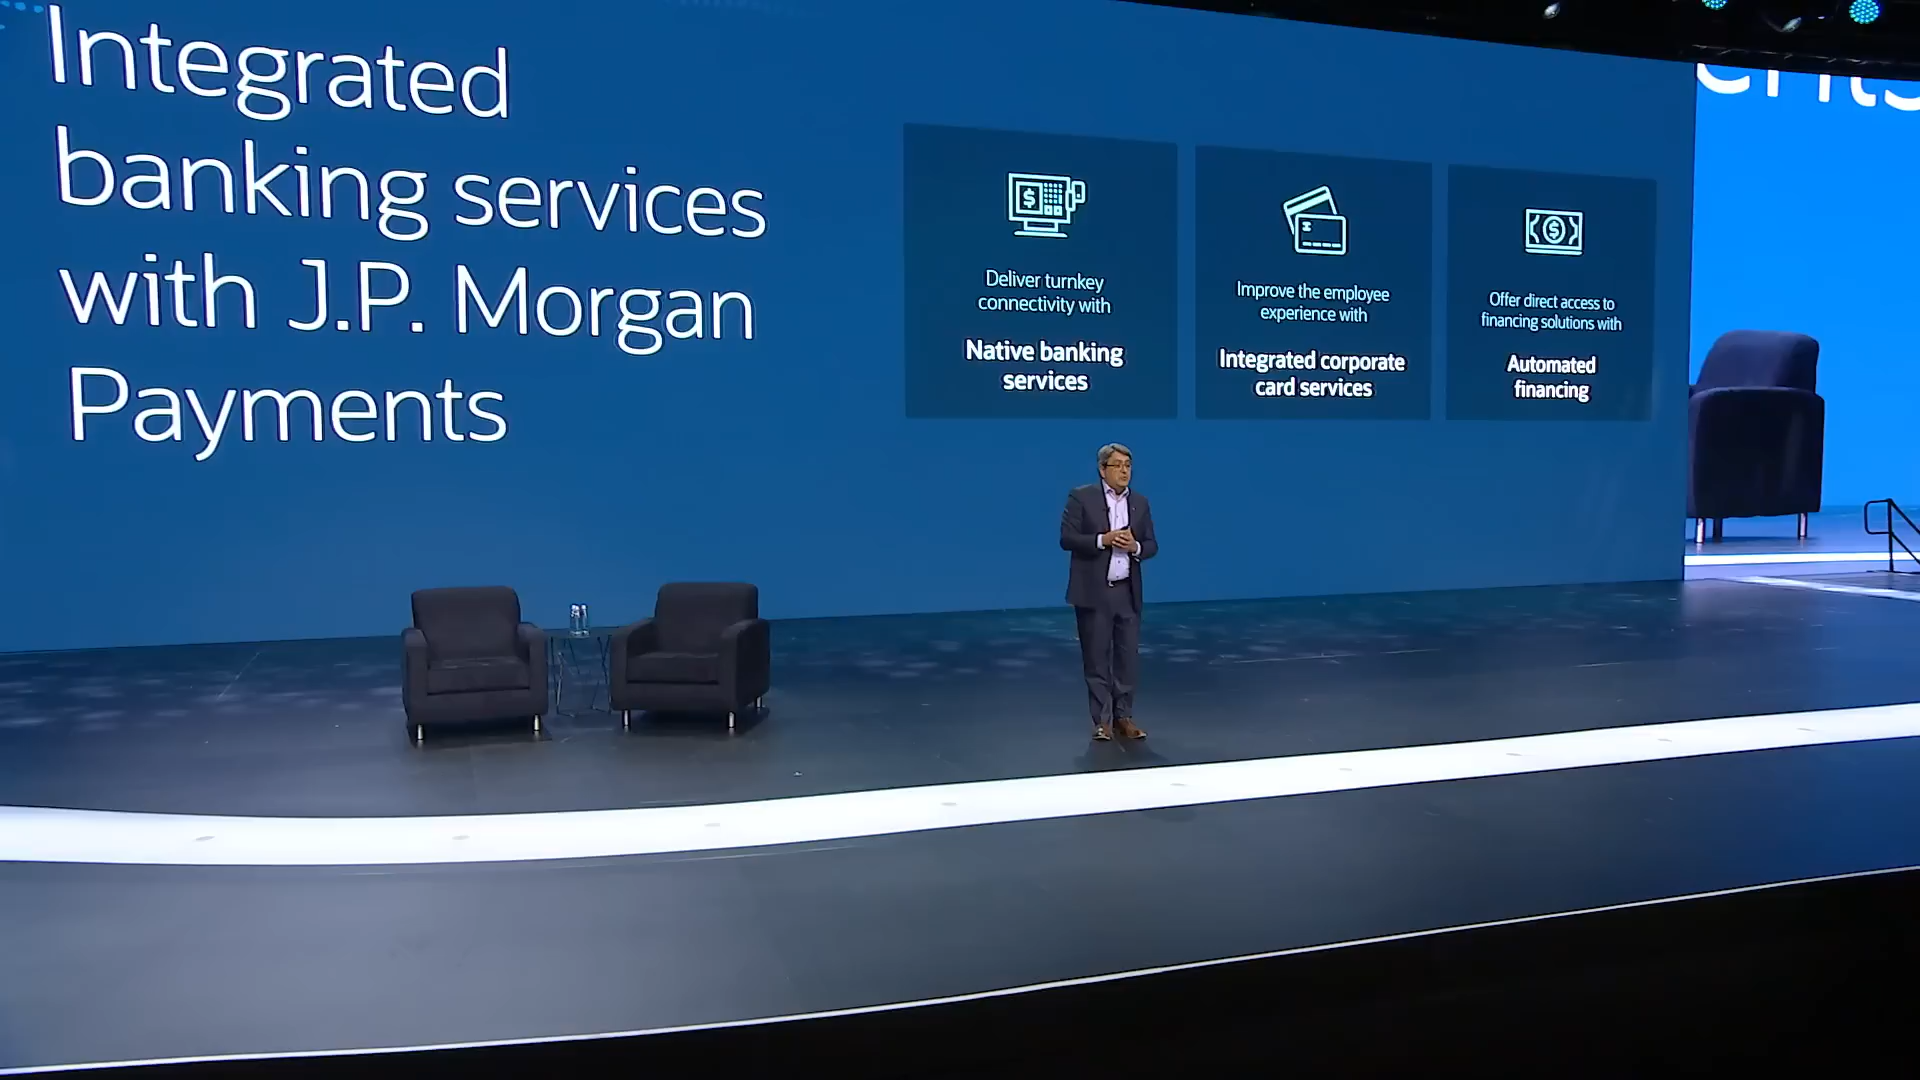 Integrated
banking services
with J.P. Morgan
Payments
Deliver turnkey
connectivity with
Native banking
services
Improve the employee
experience with
Integrated corporate
card services
Offer direct access to
financing solutions with
Automated
financing